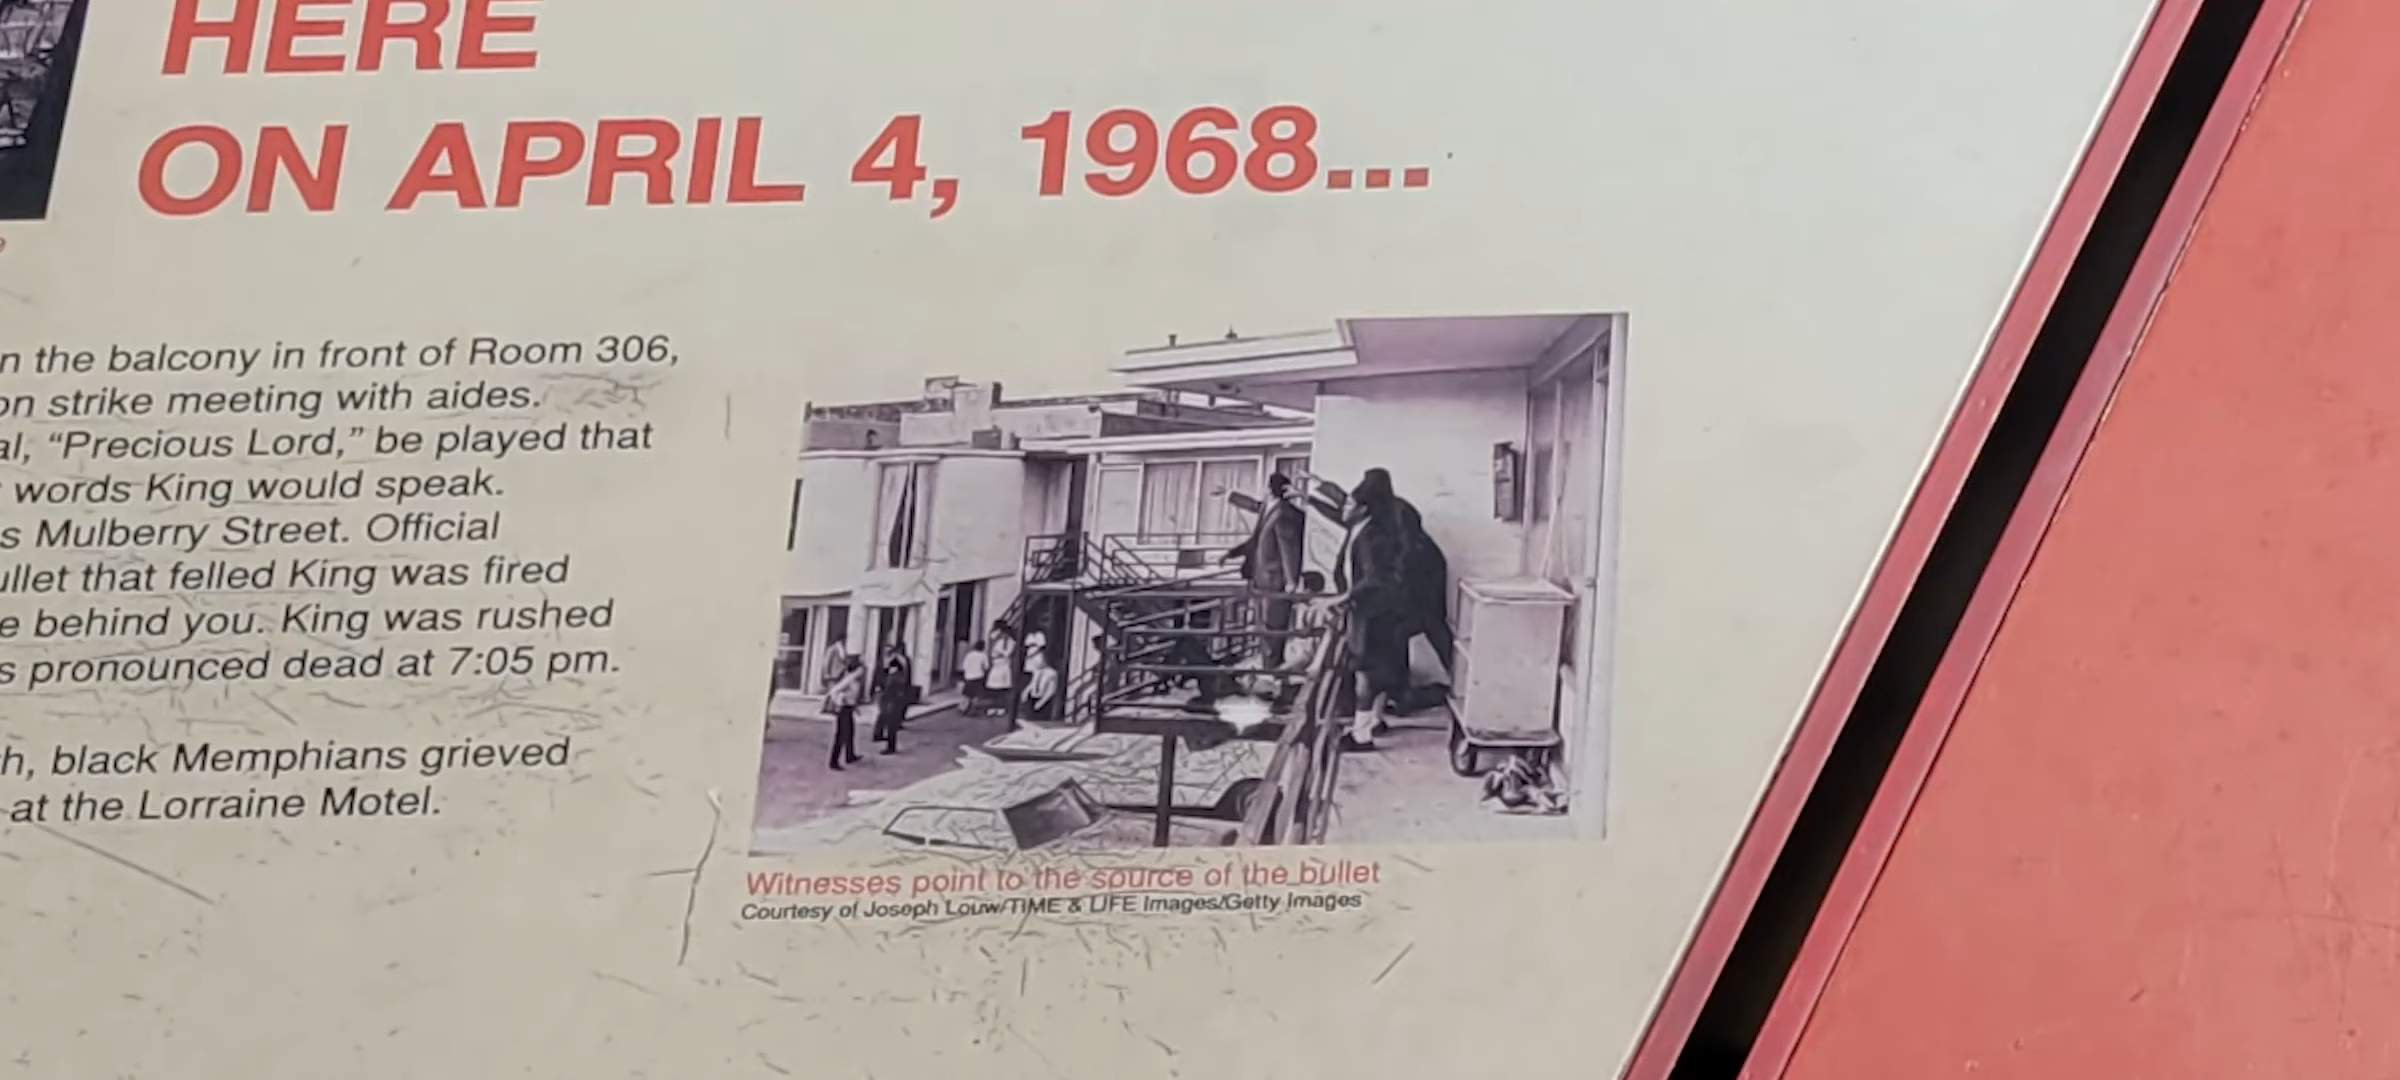 HERE
ON APRIL 4, 1968...
n the balcony in front of Room 306,
on strike meeting with aides.
al, “Precious Lord,” be played that
words King would speak.
s Mulberry Street. Official
ullet that felled King was fired
e behind you. King was rushed
s pronounced dead at 7:05 pm.
h, black Memphians grieved
at the Lorraine Motel.
Witnesses point to the source of the bullet
Courtesy of Joseph Louw/TIME & LIFE Images/Getty Images